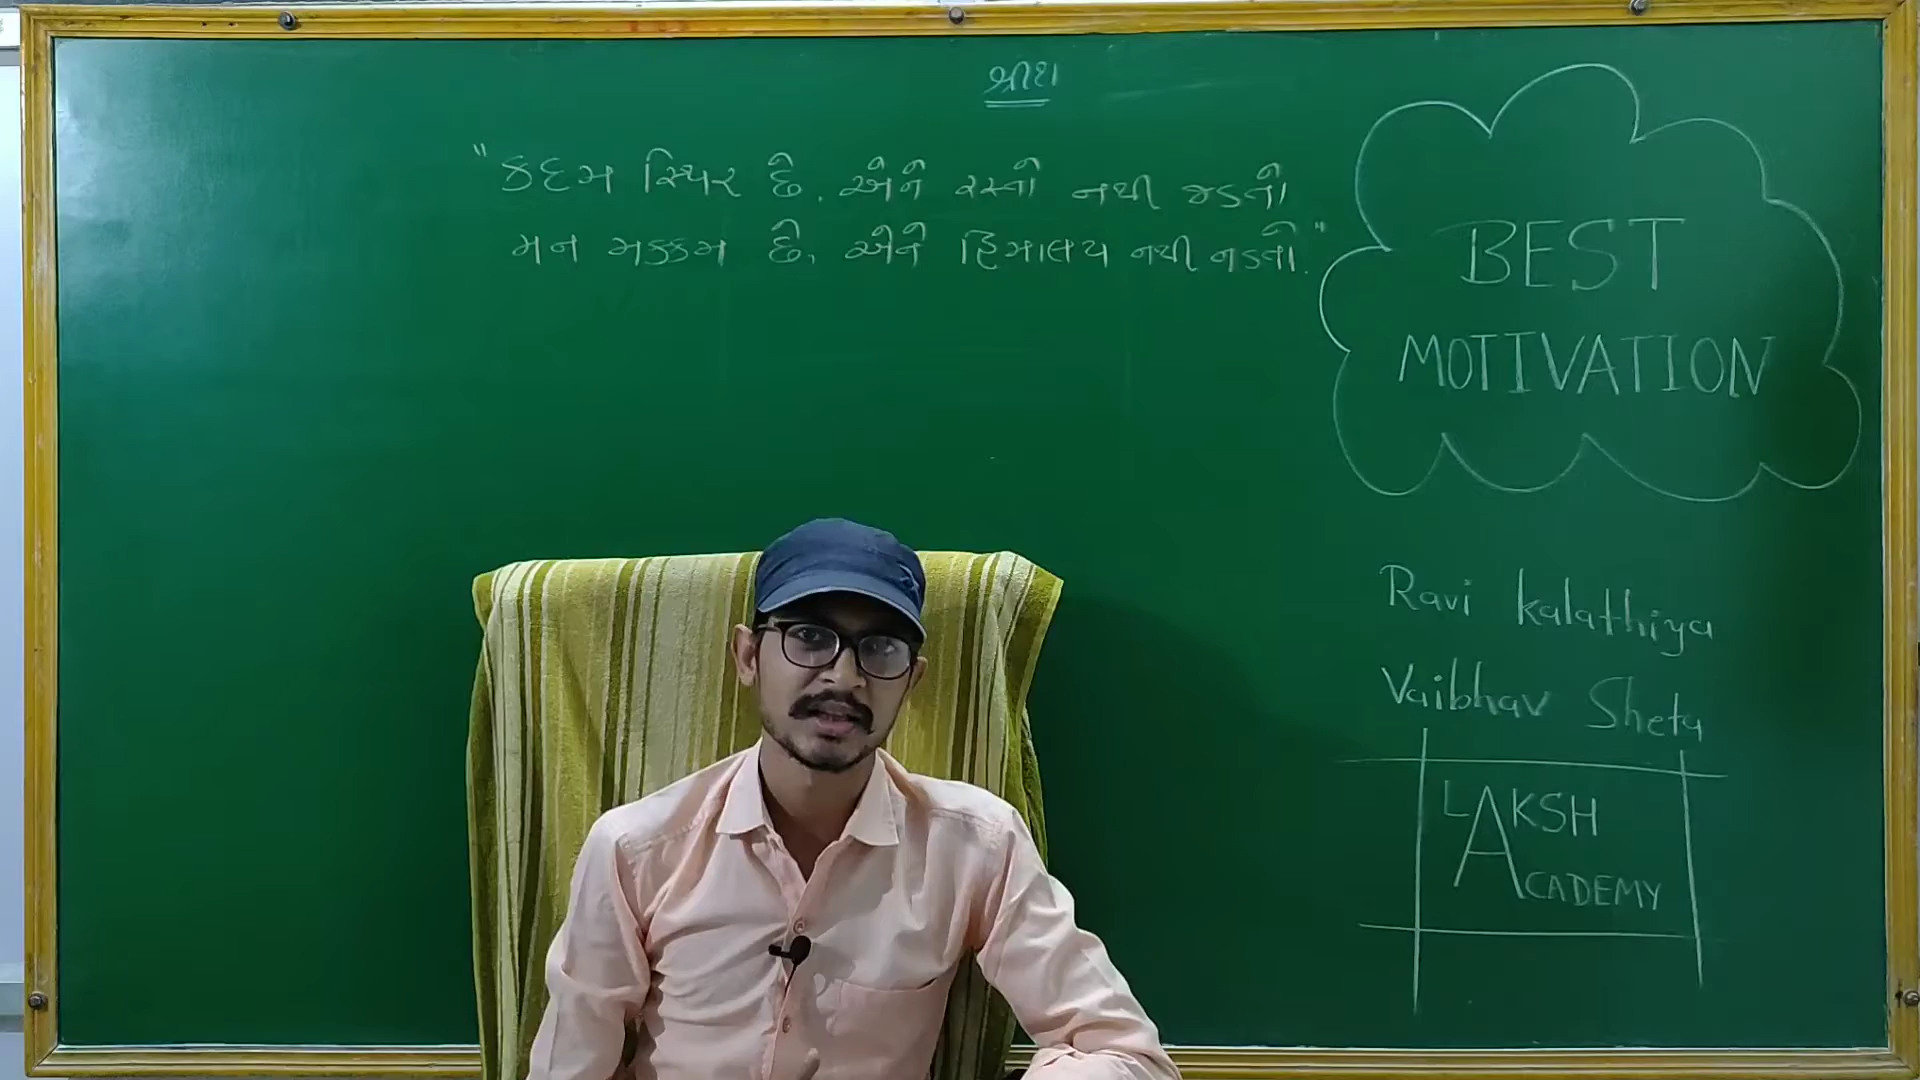 "કદમ સ્થિર છે. એને રસ્તો નથી જડતો
મન મક્કમ છે, એને હિમાલય નથી નડતો."
BEST
MOTIVATION
Ravi kalathiya
Vaibhav Sheta
LAKSH
ACADEMY